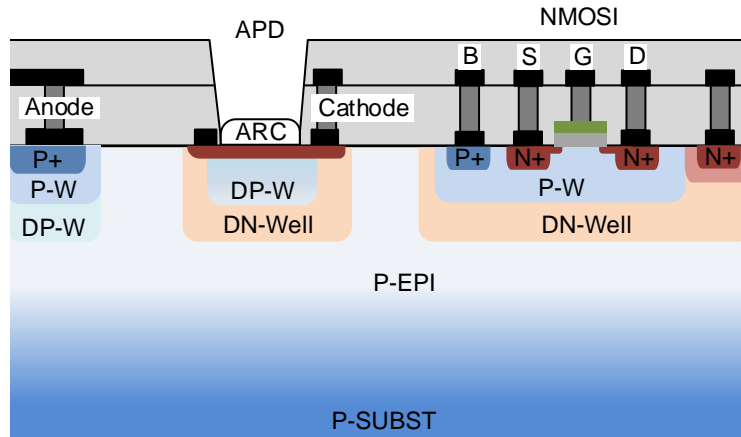 APD
NMOSI
B S G D
Anode
Cathode
ARC
P+
P+ N+ N+ N+
P-W
DP-W
P-W
DP-W
DN-Well
DN-Well
P-EPI
P-SUBST